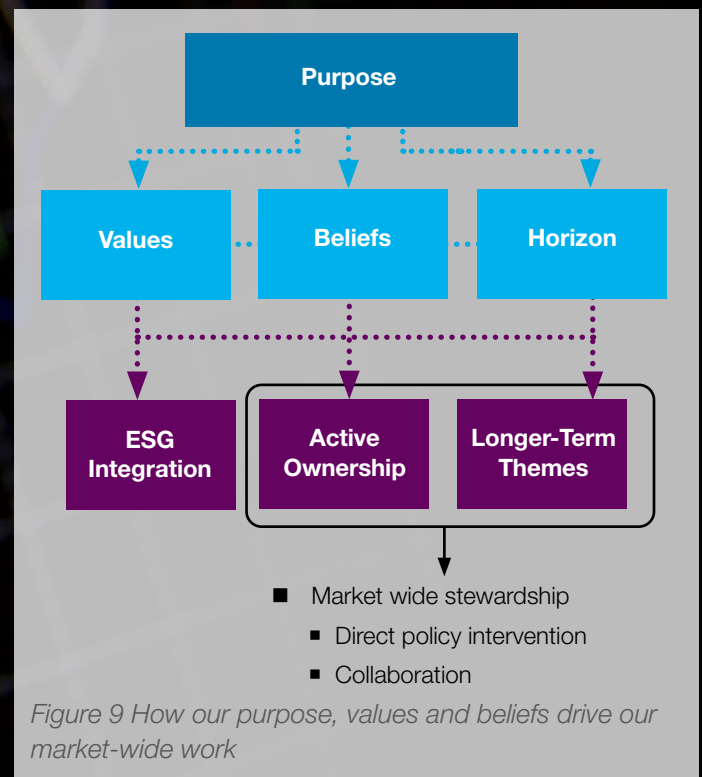 Purpose
Values
Beliefs
Horizon
ESG
Integration
Active
Ownership
Longer-Term
Themes
■ Market wide stewardship
■ Direct policy intervention
■ Collaboration
Figure 9 How our purpose, values and beliefs drive our
market-wide work